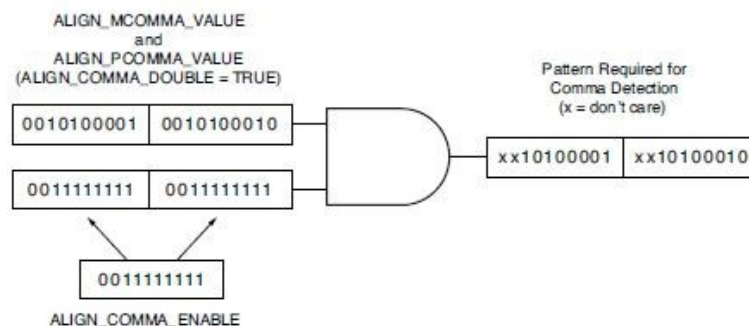 ALIGN_MCOMMA_VALUE
and
ALIGN_PCOMMA_VALUE
(ALIGN_COMMA_DOUBLE = TRUE)
Pattern Required for
Comma Detection
(x = don't care)
0010100001 0010100010
xx10100001 xx10100010
0011111111 0011111111
0011111111
ALIGN_COMMA_ENABLE